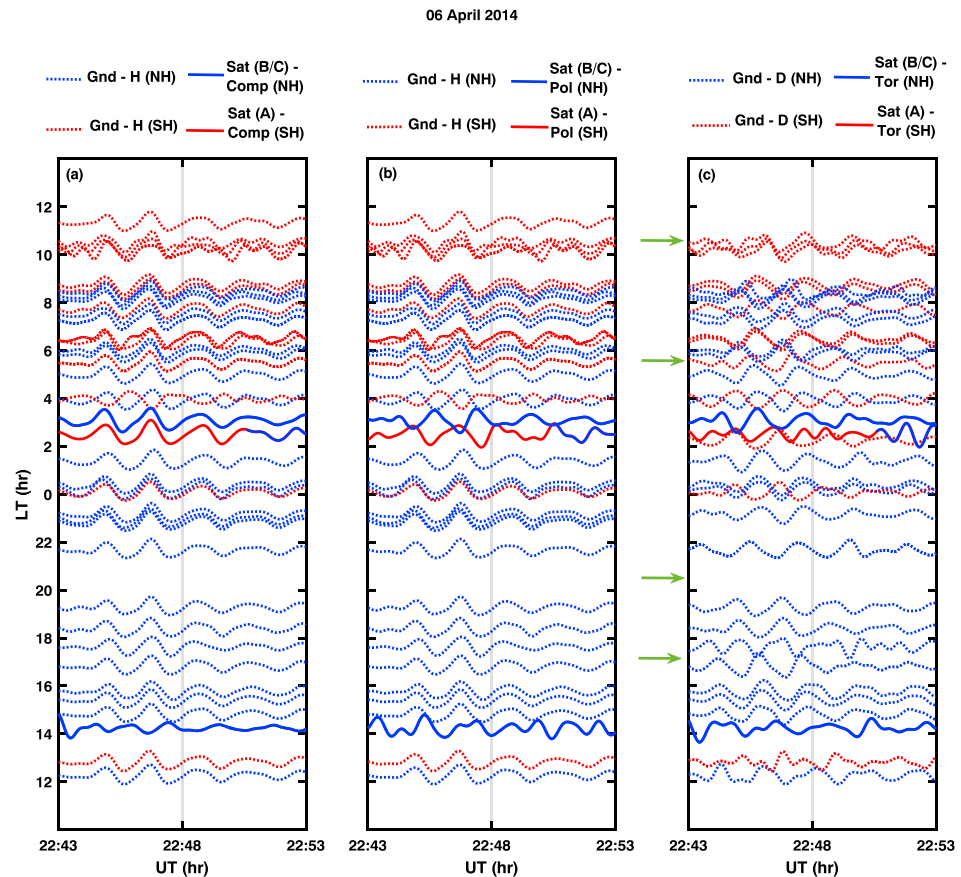 06 April 2014
Gnd - H (NH)
Sat (B/C) -
Comp (NH)
Gnd - H (SH)
Sat (A) -
Comp (SH)
Gnd - H (NH)
Sat (B/C) -
Pol (NH)
Gnd - H (SH)
Sat (A) -
Pol (SH)
Gnd - D (NH)
Sat (B/C) -
Tor (NH)
Gnd - D (SH)
Sat (A) -
Tor (SH)
(a)
(b)
(c)
12
10
8
6
4
2
0
22
20
18
16
14
12
LT (hr)
22:43
22:48
22:53
22:43
22:48
22:53
22:43
22:48
22:53
UT (hr)
UT (hr)
UT (hr)